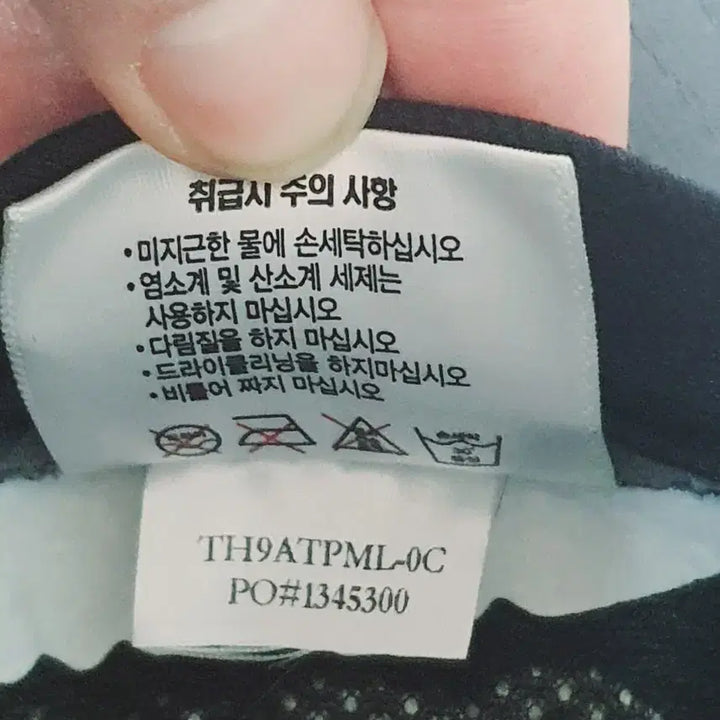 취급시 주의 사항
•미지근한 물에 손세탁하십시오
•염소계 및 산소계 세제는
사용하지 마십시오
•다림질을 하지 마십시오
•드라이클리닝을 하지마십시오
•비틀어 짜지 마십시오
TH9ATPML-0C
PO#1345300